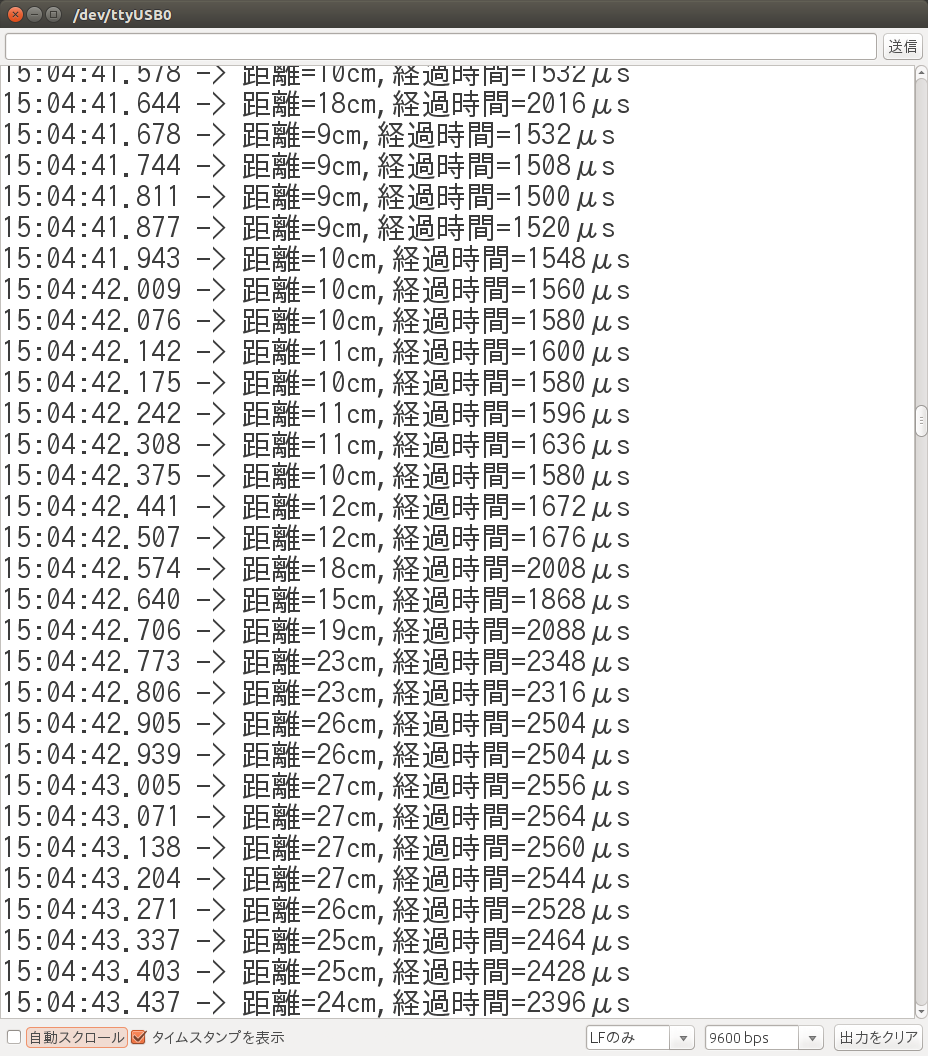 /dev/ttyUSB0
送信
15:04:41.578 -> 距離=10cm,経過時間=1532μs
15:04:41.644 -> 距離=18cm,経過時間=2016μs
15:04:41.678 -> 距離=9cm,経過時間=1532μs
15:04:41.744 -> 距離=9cm,経過時間=1508μs
15:04:41.811 -> 距離=9cm,経過時間=1500μs
15:04:41.877 -> 距離=9cm,経過時間=1520μs
15:04:41.943 -> 距離=10cm,経過時間=1548μs
15:04:42.009 -> 距離=10cm,経過時間=1560μs
15:04:42.076 -> 距離=10cm,経過時間=1580μs
15:04:42.142 -> 距離=11cm,経過時間=1600μs
15:04:42.175 -> 距離=10cm,経過時間=1580μs
15:04:42.242 -> 距離=11cm,経過時間=1596μs
15:04:42.308 -> 距離=11cm,経過時間=1636μs
15:04:42.375 -> 距離=10cm,経過時間=1580μs
15:04:42.441 -> 距離=12cm,経過時間=1672μs
15:04:42.507 -> 距離=12cm,経過時間=1676μs
15:04:42.574 -> 距離=18cm,経過時間=2008μs
15:04:42.640 -> 距離=15cm,経過時間=1868μs
15:04:42.706 -> 距離=19cm,経過時間=2088μs
15:04:42.773 -> 距離=23cm,経過時間=2348μs
15:04:42.806 -> 距離=23cm,経過時間=2316μs
15:04:42.905 -> 距離=26cm,経過時間=2504μs
15:04:42.939 -> 距離=26cm,経過時間=2504μs
15:04:43.005 -> 距離=27cm,経過時間=2556μs
15:04:43.071 -> 距離=27cm,経過時間=2564μs
15:04:43.138 -> 距離=27cm,経過時間=2560μs
15:04:43.204 -> 距離=27cm,経過時間=2544μs
15:04:43.271 -> 距離=26cm,経過時間=2528μs
15:04:43.337 -> 距離=25cm,経過時間=2464μs
15:04:43.403 -> 距離=25cm,経過時間=2428μs
15:04:43.437 -> 距離=24cm,経過時間=2396μs
自動スクロール タイムスタンプを表示 LFのみ 9600 bps 出力をクリア